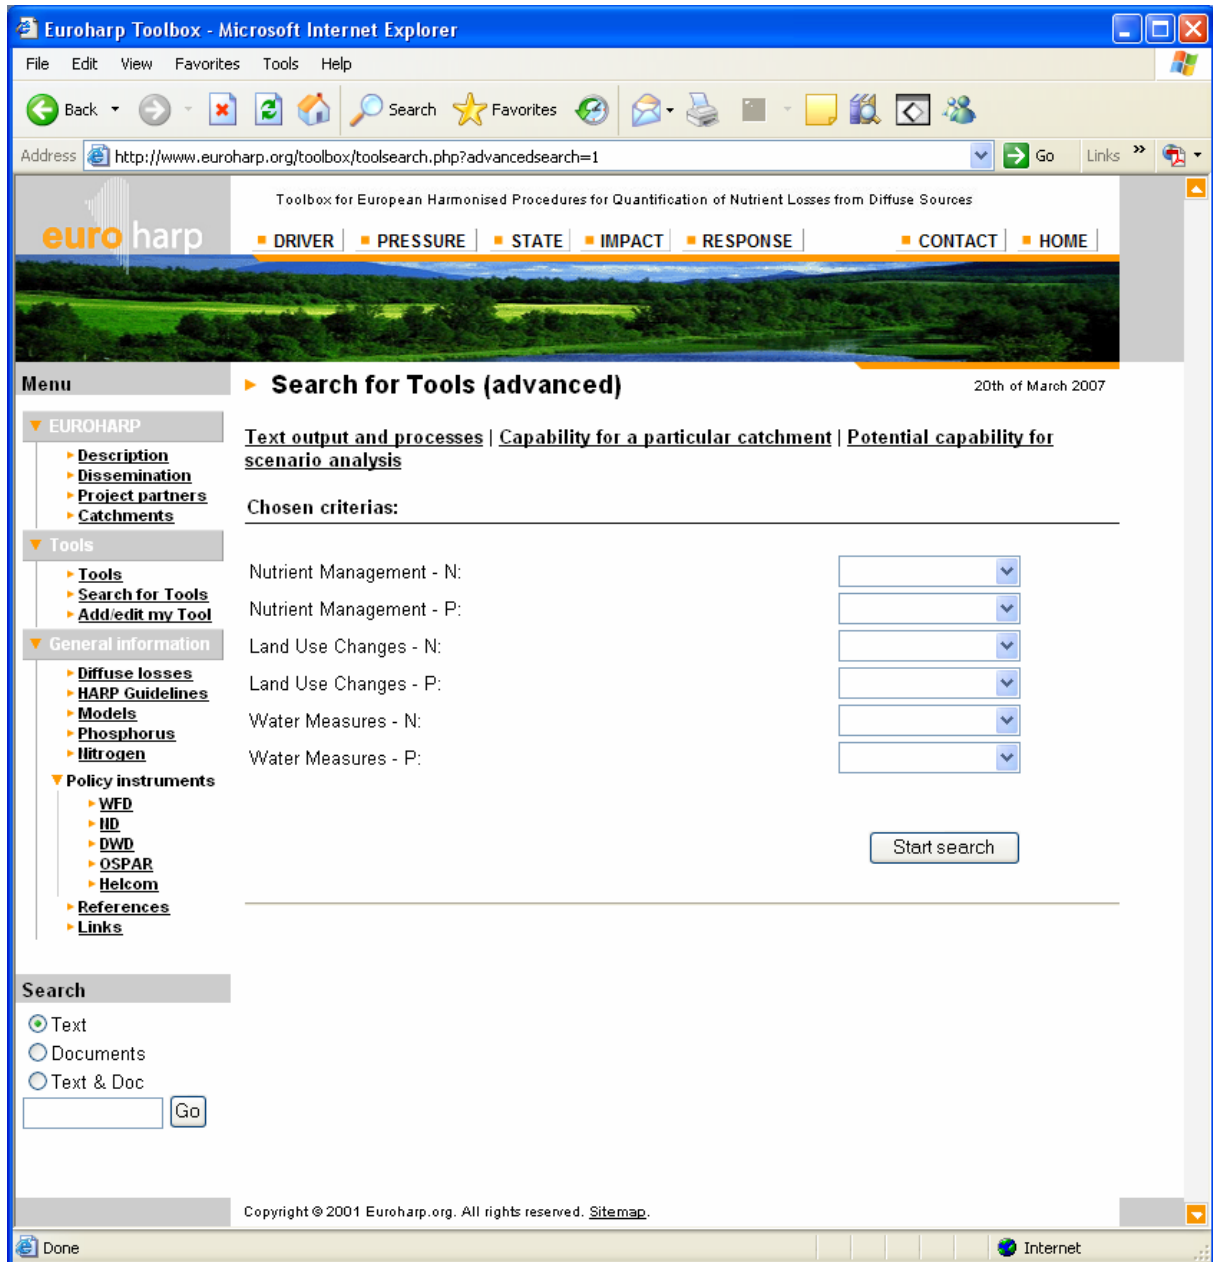 Euroharp Toolbox - Microsoft Internet Explorer
File Edit View Favorites Tools Help
Back Search Favorites
Address http://www.euroharp.org/toolbox/toolsearch.php?advancedsearch=1 Go Links »
euro harp
Toolbox for European Harmonised Procedures for Quantification of Nutrient Losses from Diffuse Sources
DRIVER PRESSURE STATE IMPACT RESPONSE CONTACT HOME
Menu
EUROHARP
Description
Dissemination
Project partners
Catchments
Tools
Tools
Search for Tools
Add/edit my Tool
General information
Diffuse losses
HARP Guidelines
Models
Phosphorus
Nitrogen
Policy instruments
WFD
ND
DWD
OSPAR
Helcom
References
Links
Search
Text
Documents
Text & Doc
Go
Search for Tools (advanced)
20th of March 2007
Text output and processes | Capability for a particular catchment | Potential capability for
scenario analysis
Chosen criterias:
Nutrient Management - N:
Nutrient Management - P:
Land Use Changes - N:
Land Use Changes - P:
Water Measures - N:
Water Measures - P:
Start search
Copyright © 2001 Euroharp.org. All rights reserved. Sitemap.
Done Internet